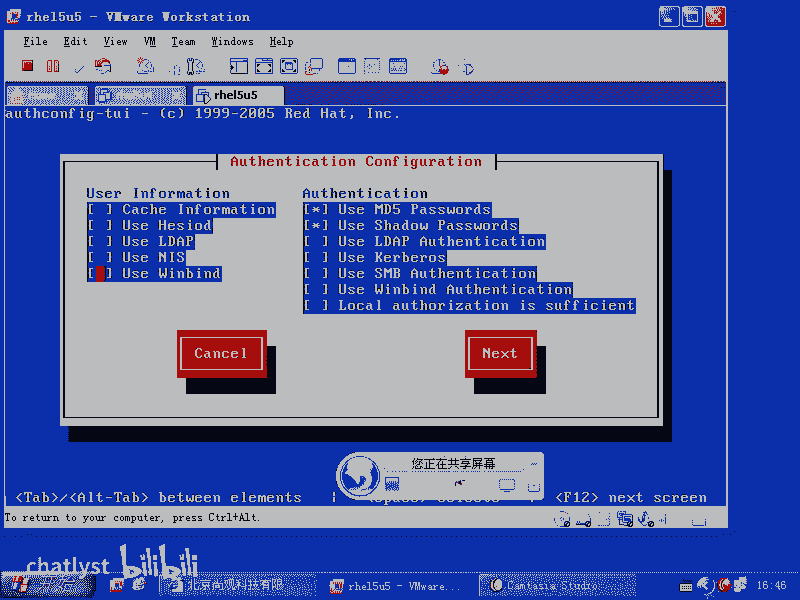 rhel5u5 - VMware Workstation
File Edit View VM Team Windows Help
rhel5u5
authconfig-tui - (c) 1999-2005 Red Hat, Inc.
Authentication Configuration
User Information
[ ] Cache Information
[ ] Use Hesiod
[ ] Use LDAP
[ ] Use NIS
[ ] Use Winbind
Authentication
[*] Use MD5 Passwords
[*] Use Shadow Passwords
[ ] Use LDAP Authentication
[ ] Use Kerberos
[ ] Use SMB Authentication
[ ] Use Winbind Authentication
[ ] Local authorization is sufficient
Cancel
Next
您正在共享屏幕
<Tab>/<Alt-Tab> between elements | selects | <F12> next screen
To return to your computer, press Ctrl+Alt.
chatlyst bilibili
北京尚观科技有限
rhel5u5 - VMware...
Camtasia Studio
16:46